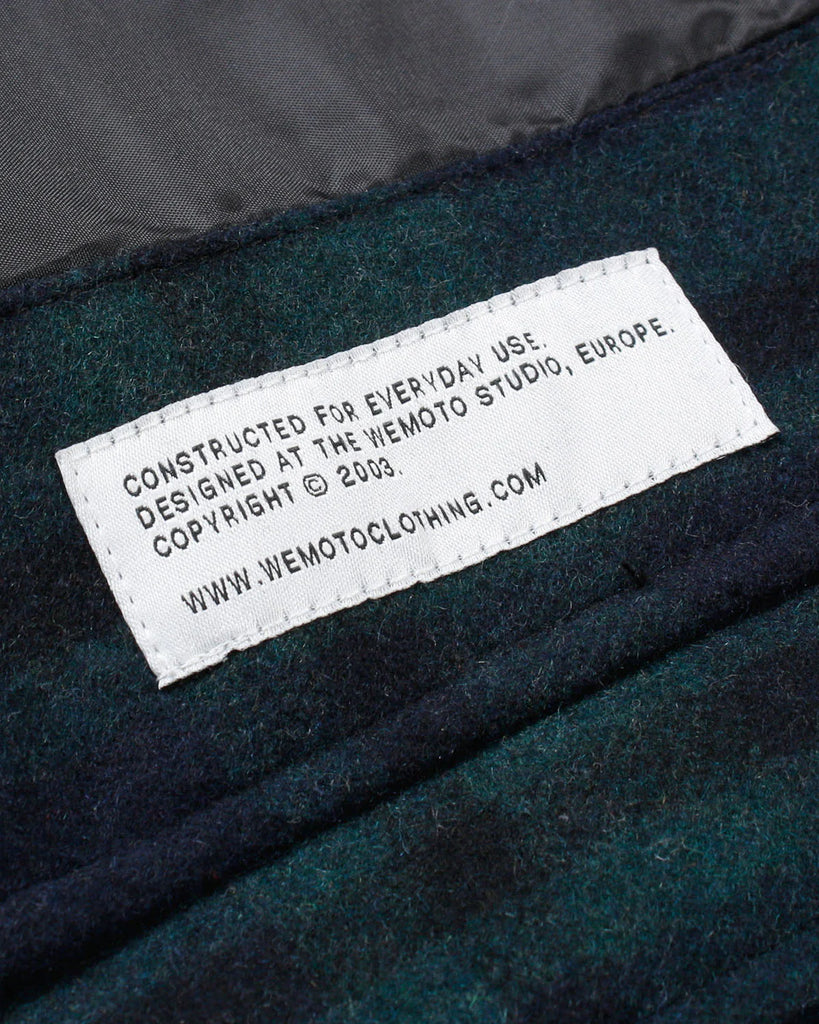 CONSTRUCTED FOR EVERYDAY USE.
DESIGNED AT THE WEMOTO STUDIO, EUROPE.
COPYRIGHT © 2003.
WWW.WEMOTOCLOTHING.COM